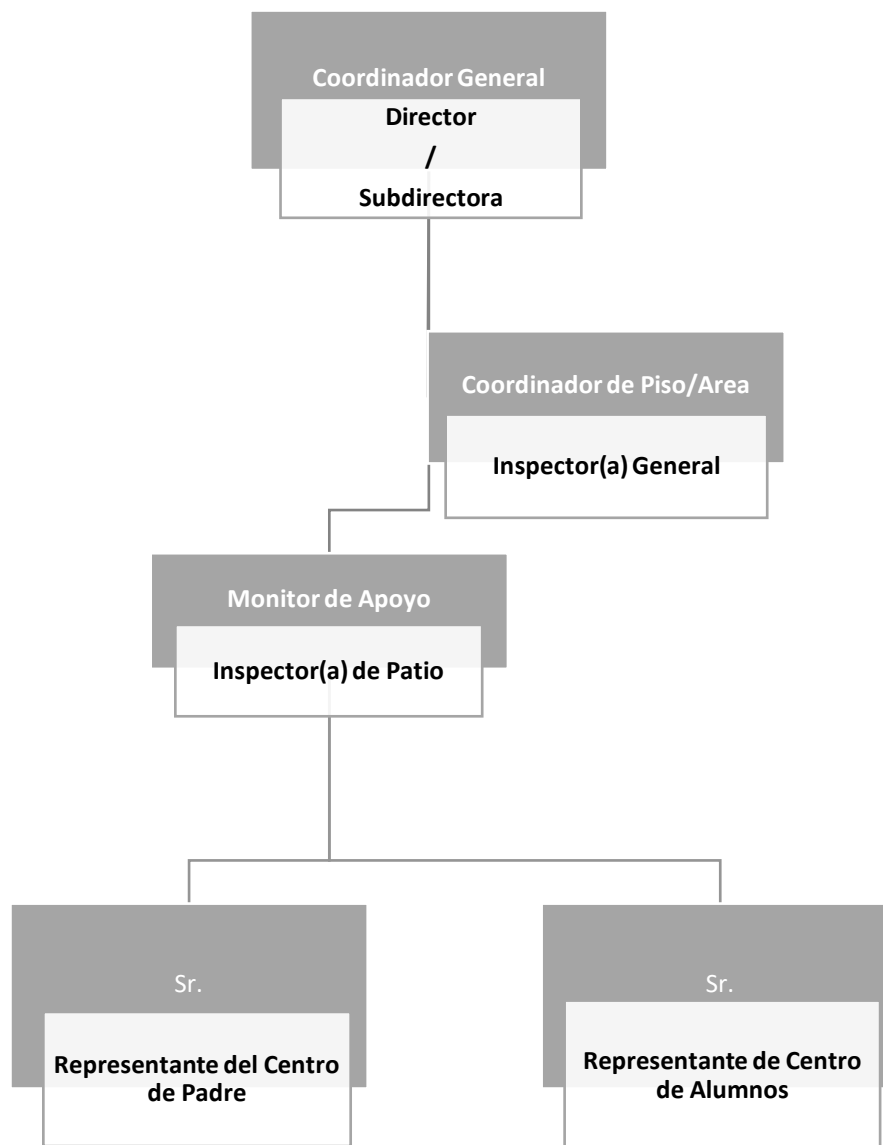 Coordinador General
Director
/
Subdirectora
Coordinador de Piso/Area
Inspector(a) General
Monitor de Apoyo
Inspector(a) de Patio
Sr.
Representante del Centro
de Padre
Sr.
Representante de Centro
de Alumnos